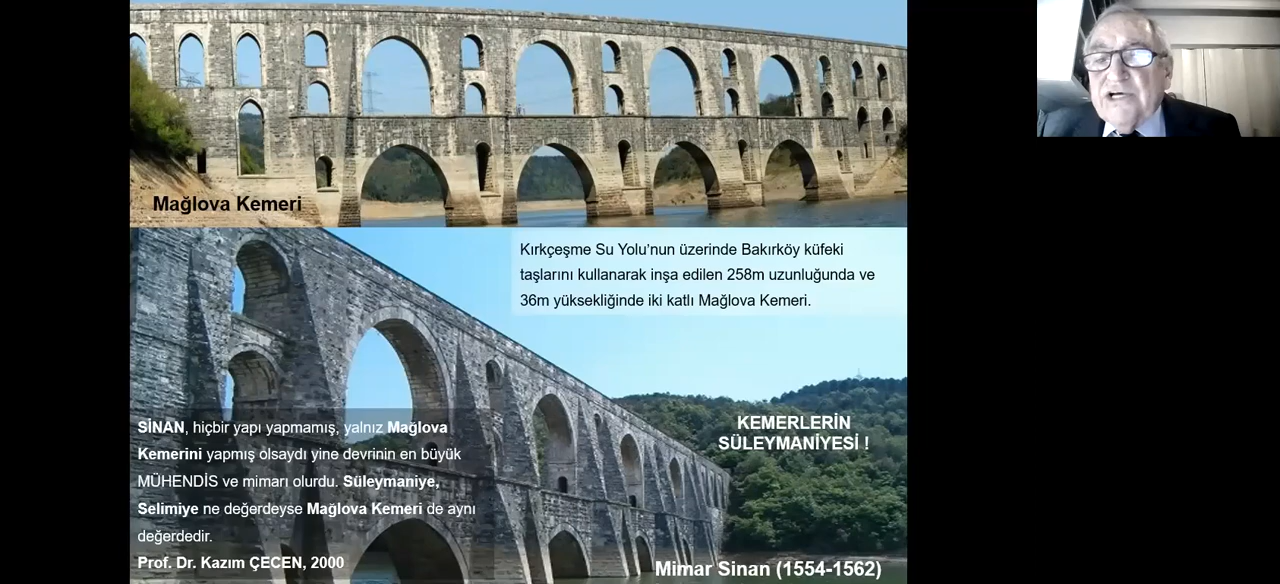 Mağlova Kemeri
Kırkçeşme Su Yolu’nun üzerinde Bakırköy küfeki
taşlarını kullanarak inşa edilen 258m uzunluğunda ve
36m yüksekliğinde iki katlı Mağlova Kemeri.
KEMERLERİN
SÜLEYMANİYESİ !
SİNAN, hiçbir yapı yapmamış, yalnız Mağlova
Kemerini yapmış olsaydı yine devrinin en büyük
MÜHENDİS ve mimarı olurdu. Süleymaniye,
Selimiye ne değerdeyse Mağlova Kemeri de aynı
değerdedir.
Prof. Dr. Kazım ÇEÇEN, 2000
Mimar Sinan (1554-1562)